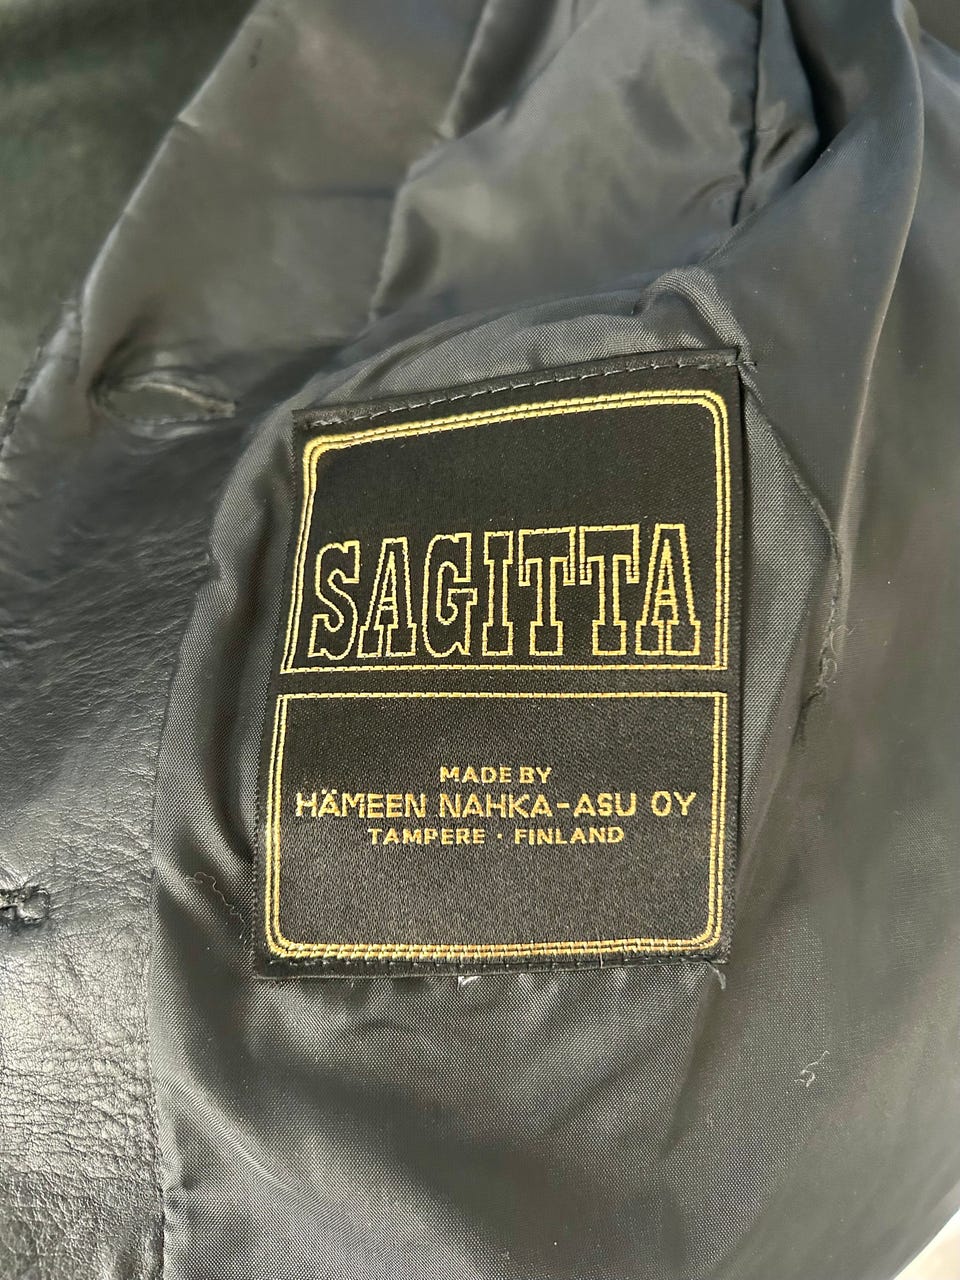 SAGITTA
MADE BY
HÄMEEN NAHKA-ASU OY
TAMPERE · FINLAND